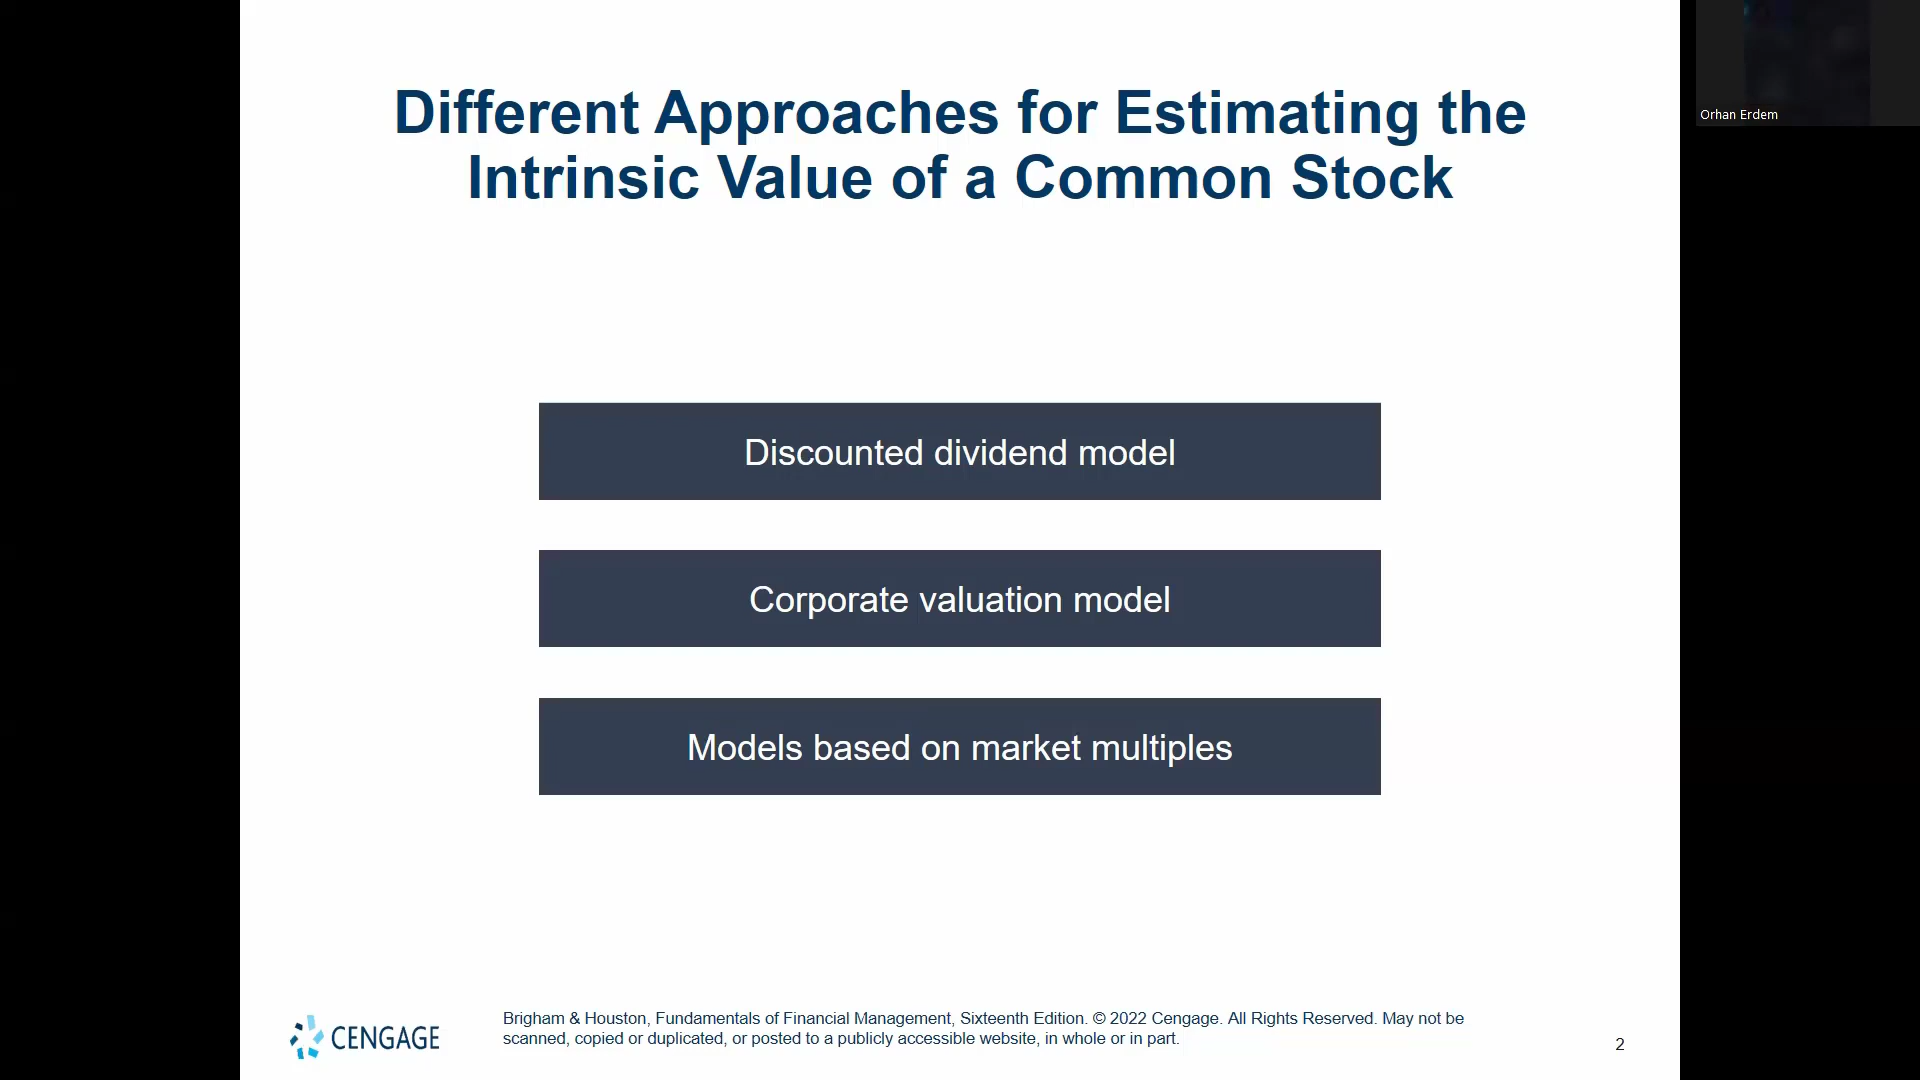 Different Approaches for Estimating the
Intrinsic Value of a Common Stock
Orhan Erdem
Discounted dividend model
Corporate valuation model
Models based on market multiples
CENGAGE
Brigham & Houston, Fundamentals of Financial Management, Sixteenth Edition. © 2022 Cengage. All Rights Reserved. May not be
scanned, copied or duplicated, or posted to a publicly accessible website, in whole or in part.
2